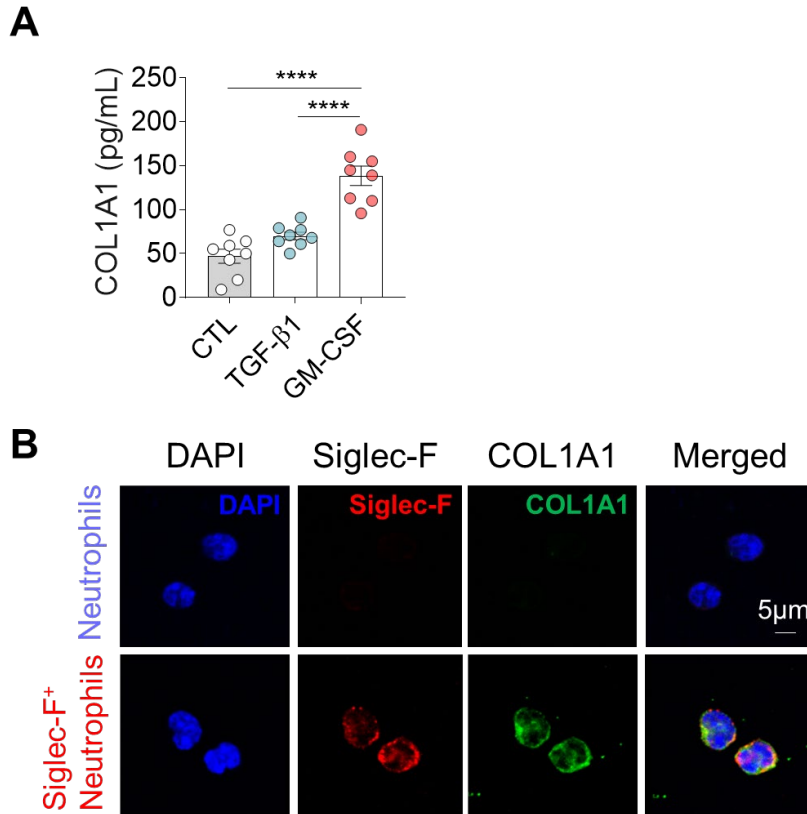 A
COL1A1 (pg/mL)
250
200
150
100
50
0
****
****
CTL
TGF-β1
GM-CSF
B
DAPI Siglec-F COL1A1 Merged
Neutrophils
DAPI
Siglec-F
COL1A1
5μm
Siglec-F⁺
Neutrophils